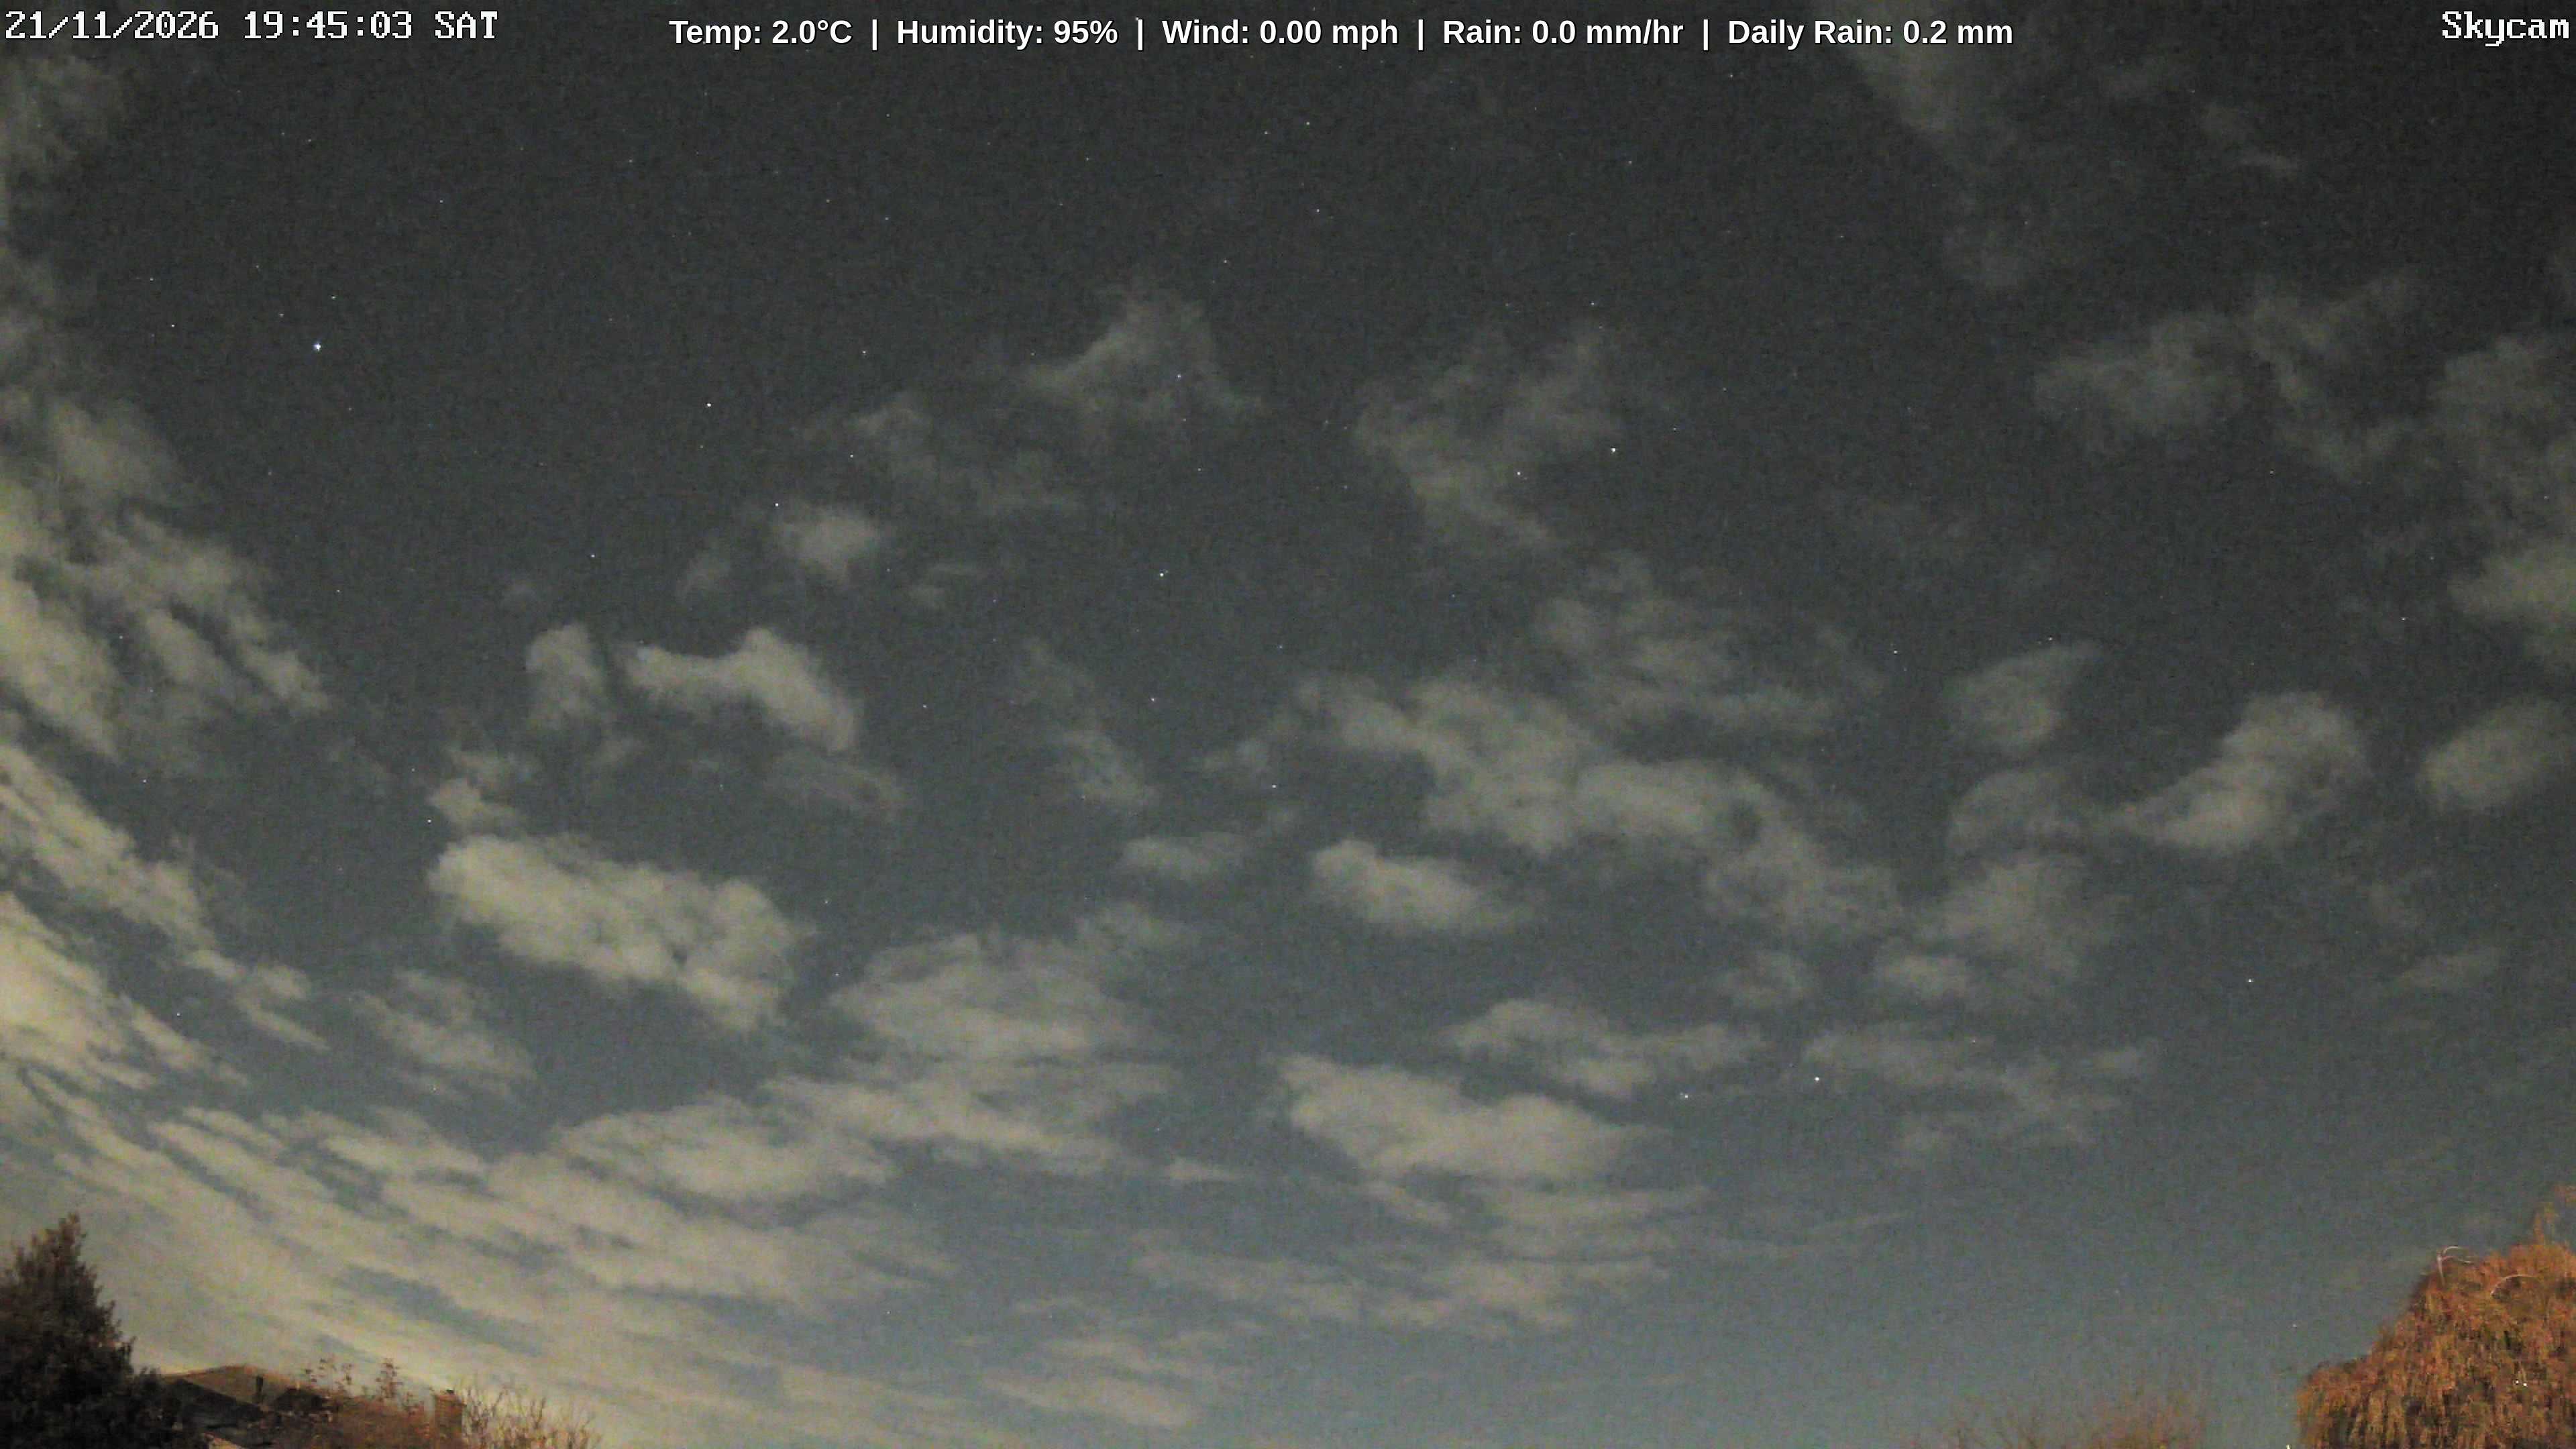 21/11/2026 19:45:03 SAT
Temp: 2.0°C | Humidity: 95% | Wind: 0.00 mph | Rain: 0.0 mm/hr | Daily Rain: 0.2 mm
Skycam